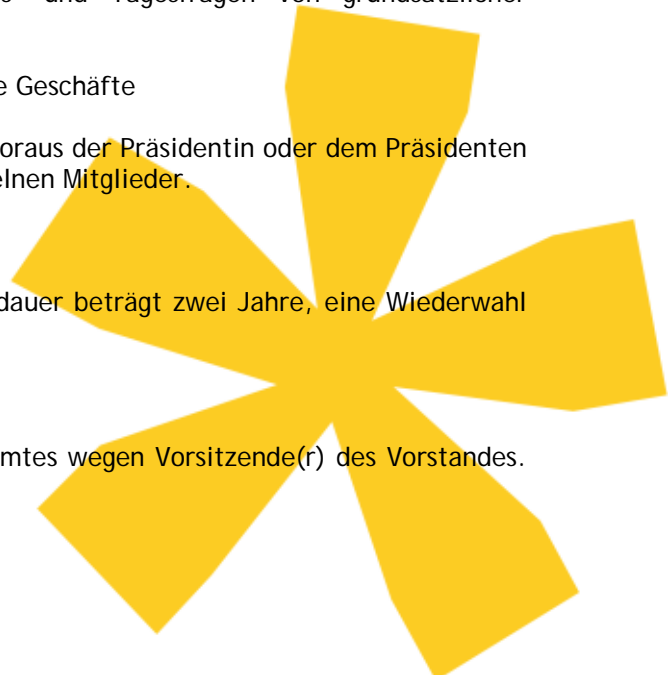 und Tagesfragen von grundsätzlicher
e Geschäfte
oraus der Präsidentin oder dem Präsidenten
elnen Mitglieder.
dauer beträgt zwei Jahre, eine Wiederwahl
mtes wegen Vorsitzende(r) des Vorstandes.